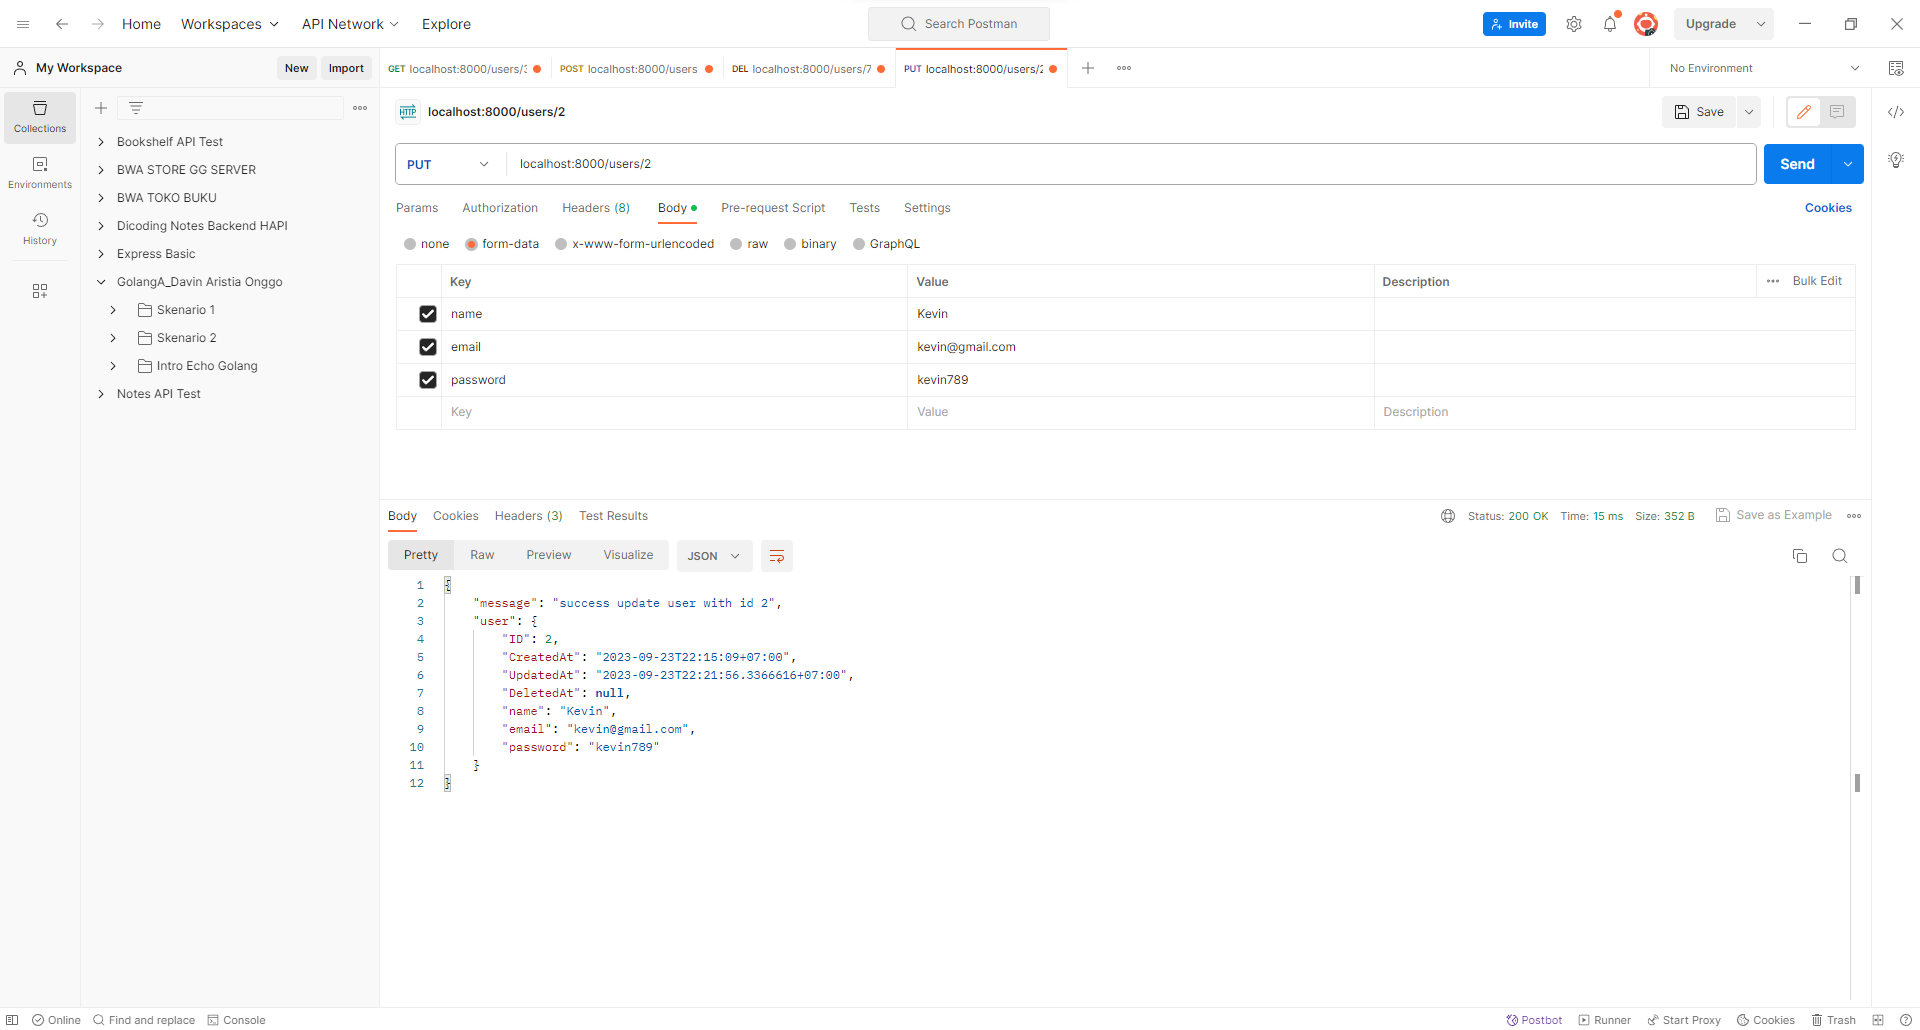 Home Workspaces API Network Explore Search Postman Invite Upgrade
My Workspace New Import GET localhost:8000/users/3 POST localhost:8000/users DEL localhost:8000/users/7 PUT localhost:8000/users/2 No Environment
Collections
Environments
History
Bookshelf API Test
BWA STORE GG SERVER
BWA TOKO BUKU
Dicoding Notes Backend HAPI
Express Basic
GolangA_Davin Aristia Onggo
Skenario 1
Skenario 2
Intro Echo Golang
Notes API Test
HTTP localhost:8000/users/2 Save
PUT localhost:8000/users/2 Send
Params Authorization Headers (8) Body Pre-request Script Tests Settings Cookies
none form-data x-www-form-urlencoded raw binary GraphQL
Key Value Description Bulk Edit
name Kevin
email kevin@gmail.com
password kevin789
Key Value Description
Body Cookies Headers (3) Test Results Status: 200 OK Time: 15 ms Size: 352 B Save as Example
Pretty Raw Preview Visualize JSON
1 {
2 "message": "success update user with id 2",
3 "user": {
4 "ID": 2,
5 "CreatedAt": "2023-09-23T22:15:09+07:00",
6 "UpdatedAt": "2023-09-23T22:21:56.3366616+07:00",
7 "DeletedAt": null,
8 "name": "Kevin",
9 "email": "kevin@gmail.com",
10 "password": "kevin789"
11 }
12 }
Online Find and replace Console Postbot Runner Start Proxy Cookies Trash